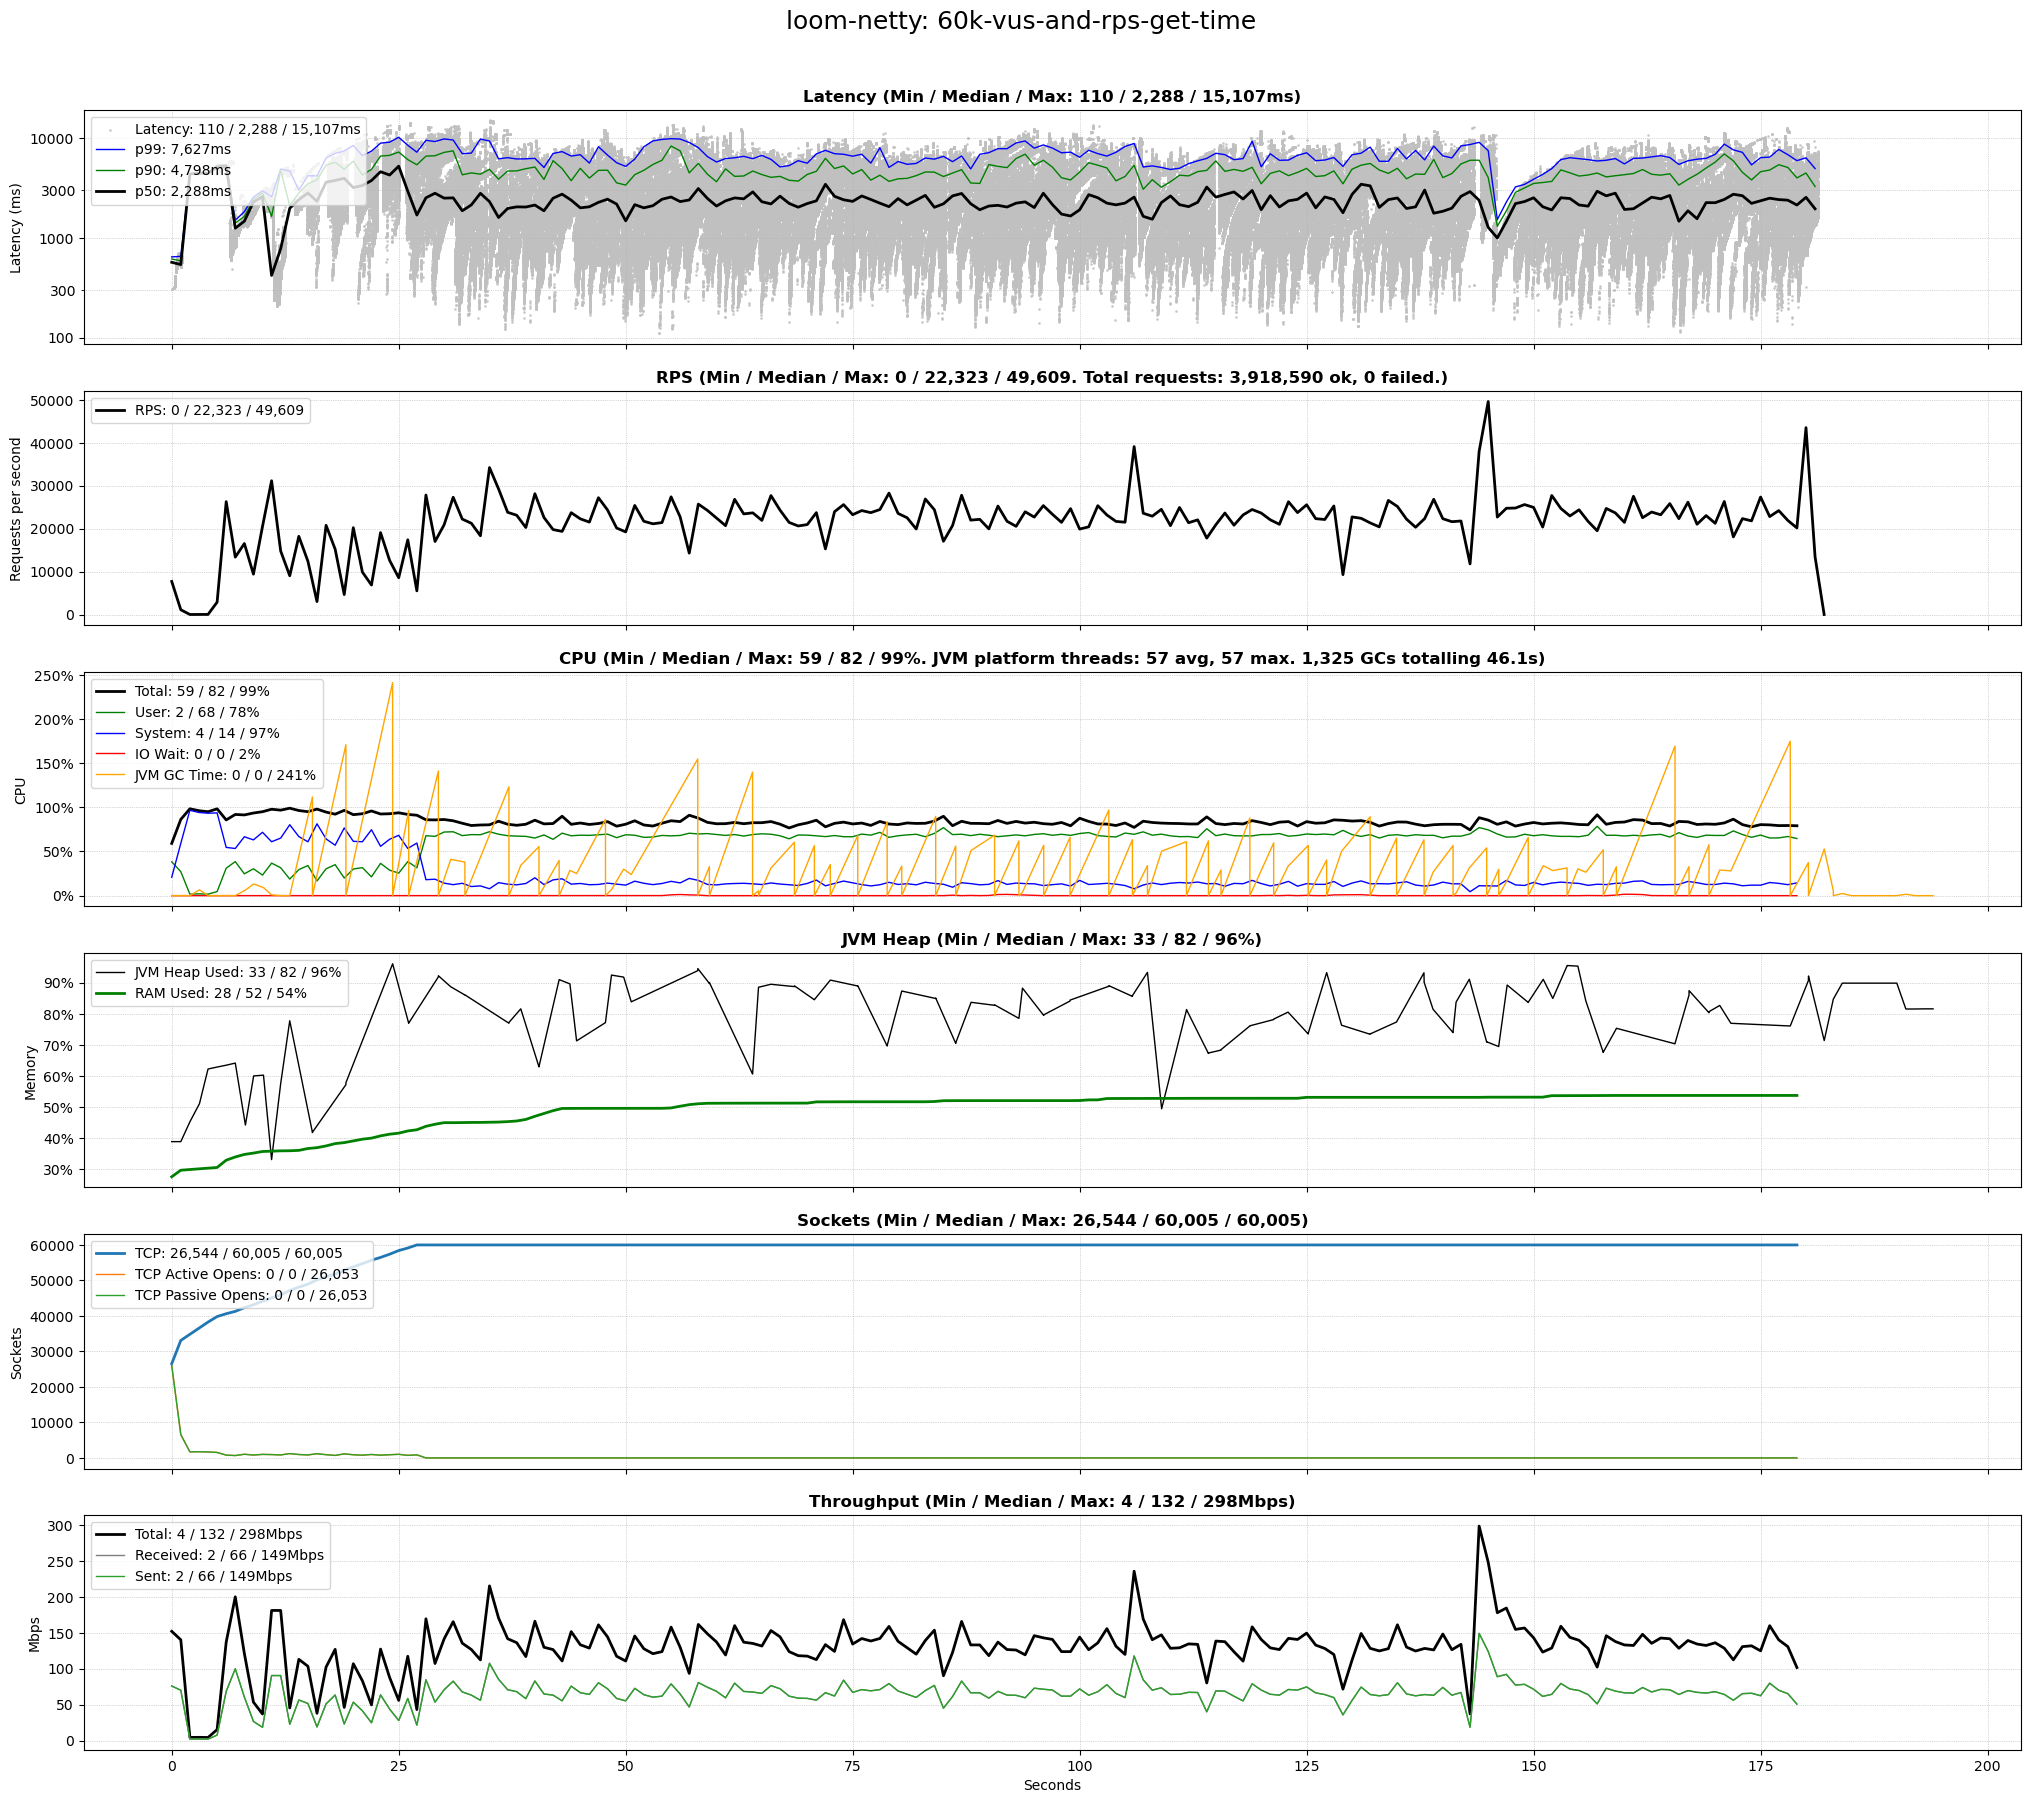 loom-netty: 60k-vus-and-rps-get-time
Latency (Min / Median / Max: 110 / 2,288 / 15,107ms)
Latency (ms)
10000
3000
1000
300
100
Latency: 110 / 2,288 / 15,107ms
p99: 7,627ms
p90: 4,798ms
p50: 2,288ms
RPS (Min / Median / Max: 0 / 22,323 / 49,609. Total requests: 3,918,590 ok, 0 failed.)
Requests per second
50000
40000
30000
20000
10000
0
RPS: 0 / 22,323 / 49,609
CPU (Min / Median / Max: 59 / 82 / 99%. JVM platform threads: 57 avg, 57 max. 1,325 GCs totalling 46.1s)
CPU
250%
200%
150%
100%
50%
0%
Total: 59 / 82 / 99%
User: 2 / 68 / 78%
System: 4 / 14 / 97%
IO Wait: 0 / 0 / 2%
JVM GC Time: 0 / 0 / 241%
JVM Heap (Min / Median / Max: 33 / 82 / 96%)
Memory
90%
80%
70%
60%
50%
40%
30%
JVM Heap Used: 33 / 82 / 96%
RAM Used: 28 / 52 / 54%
Sockets (Min / Median / Max: 26,544 / 60,005 / 60,005)
Sockets
60000
50000
40000
30000
20000
10000
0
TCP: 26,544 / 60,005 / 60,005
TCP Active Opens: 0 / 0 / 26,053
TCP Passive Opens: 0 / 0 / 26,053
Throughput (Min / Median / Max: 4 / 132 / 298Mbps)
Mbps
300
250
200
150
100
50
0
Total: 4 / 132 / 298Mbps
Received: 2 / 66 / 149Mbps
Sent: 2 / 66 / 149Mbps
0 25 50 75 100 125 150 175 200
Seconds